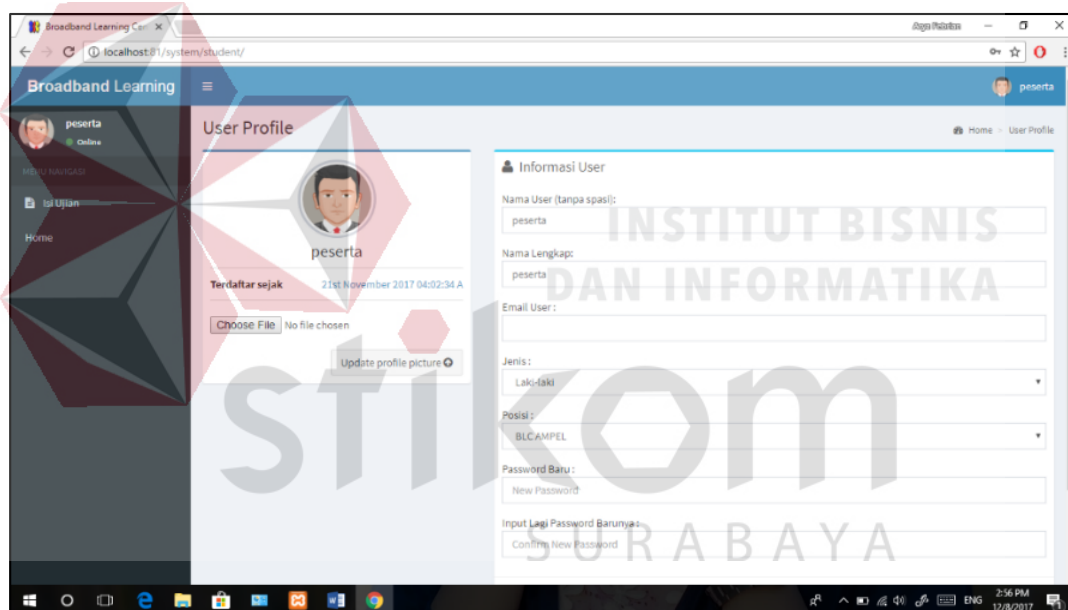 Broadband Learning Cen
localhost:81/system/student/
Broadband Learning
peserta
peserta
Online
MENU NAVIGASI
Isi Ujian
Home
User Profile
Home > User Profile
peserta
Terdaftar sejak 21st November 2017 04:02:34 A
Choose File No file chosen
Update profile picture
Informasi User
Nama User (tanpa spasi):
peserta
Nama Lengkap:
peserta
Email User :
Jenis :
Laki-laki
Posisi :
BLC AMPEL
Password Baru :
New Password
Input Lagi Password Barunya :
Confirm New Password
INSTITUT BISNIS
DAN INFORMATIKA
stikom
SURABAYA
ENG
2:56 PM
12/8/2017